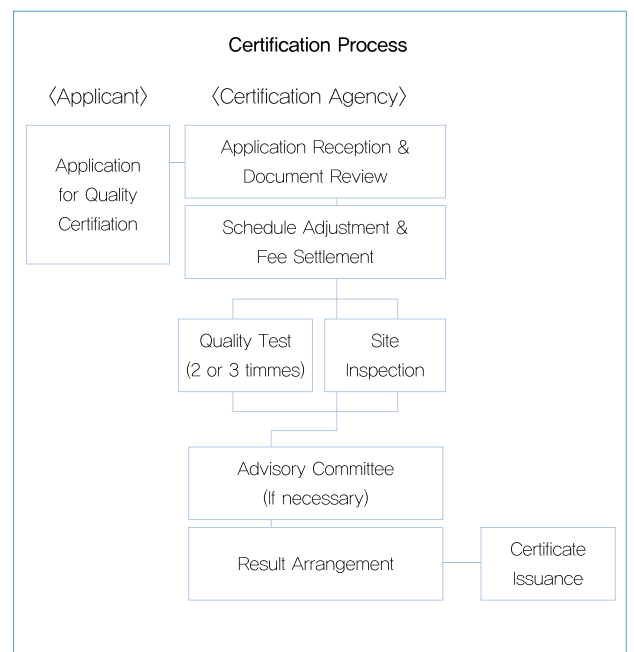 Certification Process
〈Applicant〉
〈Certification Agency〉
Application
for Quality
Certifiation
Application Reception &
Document Review
Schedule Adjustment &
Fee Settlement
Quality Test
(2 or 3 timmes)
Site
Inspection
Advisory Committee
(If necessary)
Result Arrangement
Certificate
Issuance